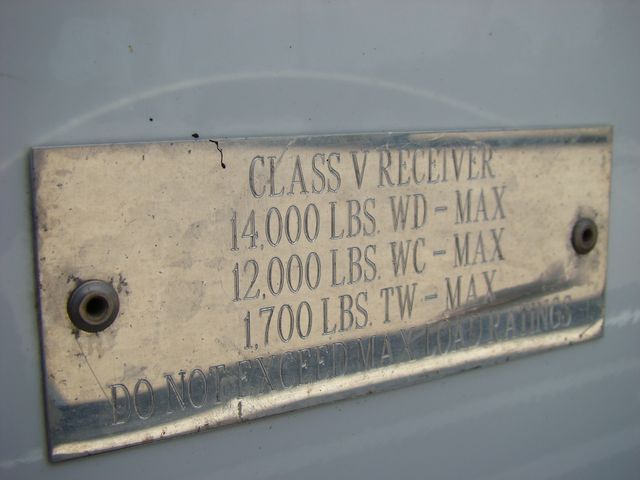 CLASS V RECEIVER
14,000 LBS. WD - MAX
12,000 LBS. WC - MAX
1,700 LBS. TW - MAX
DO NOT EXCEED MAX LOAD RATINGS